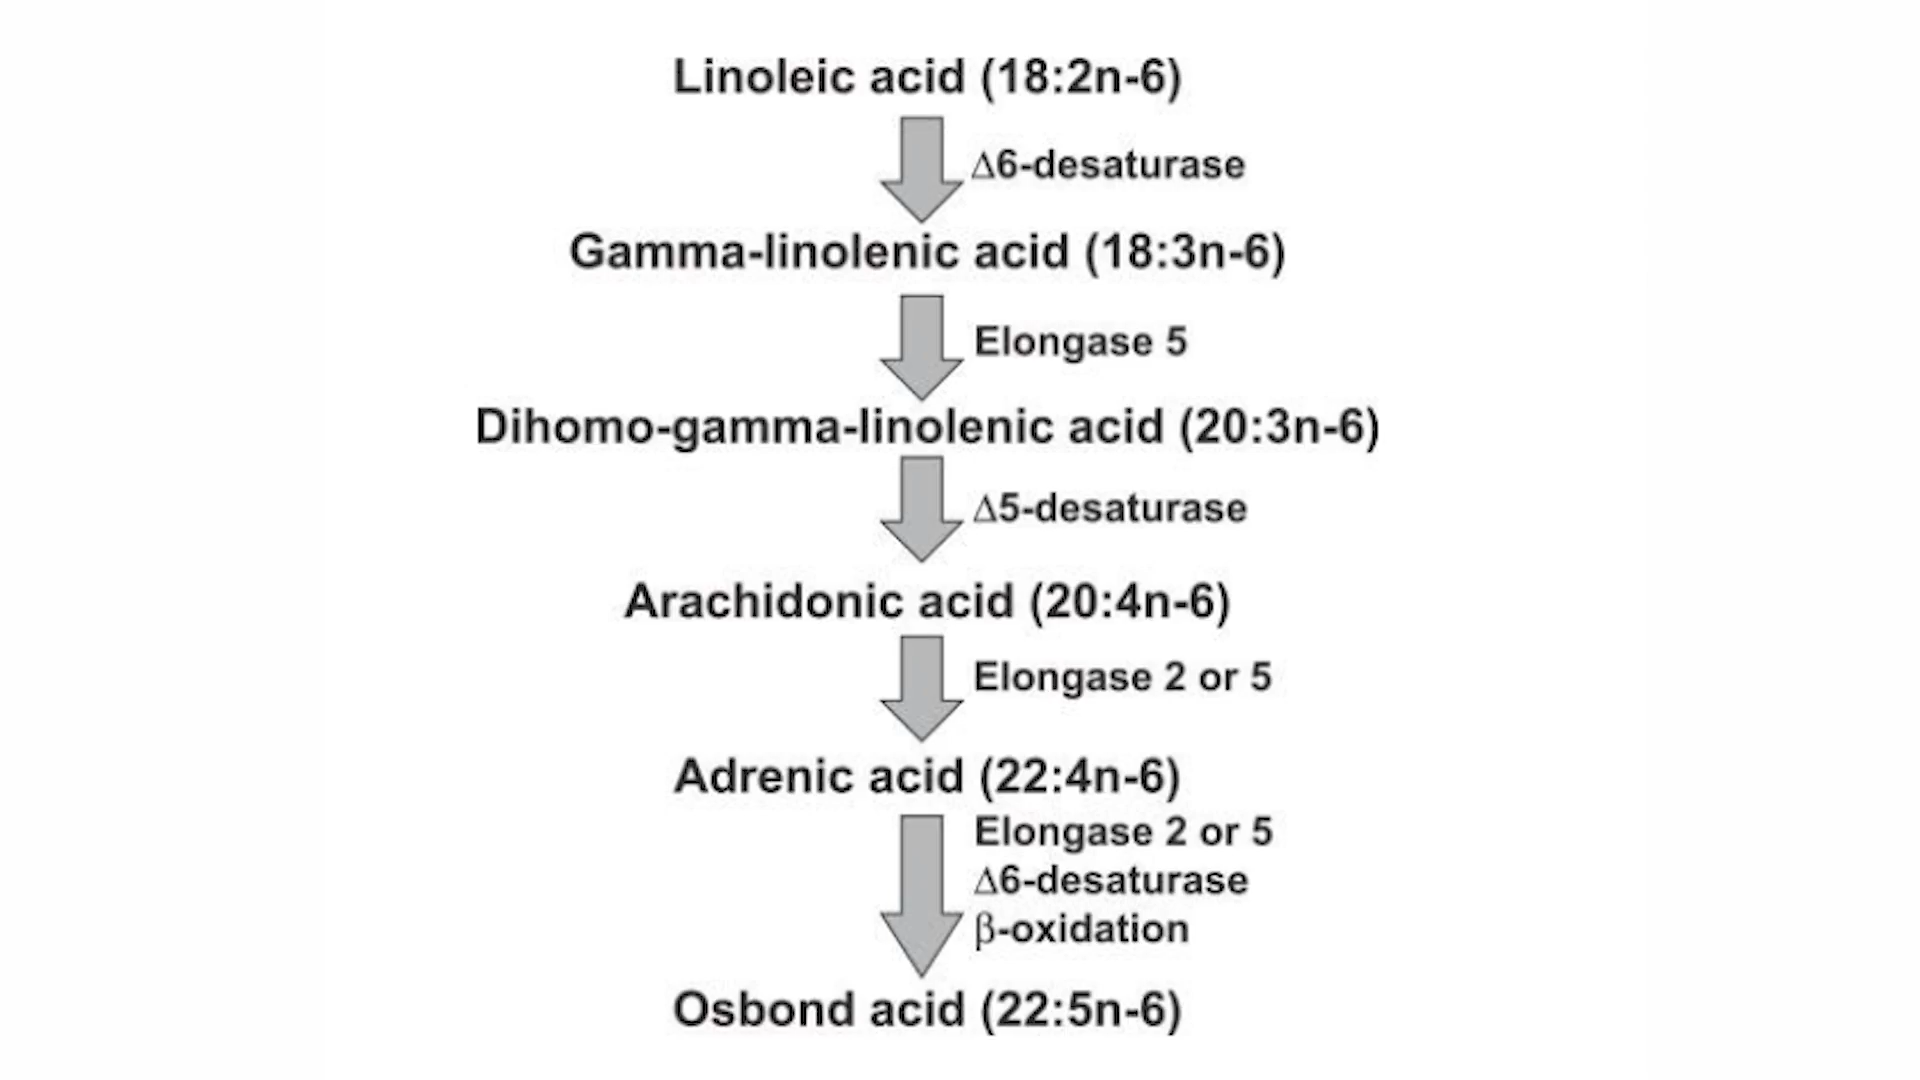 Linoleic acid (18:2n-6)
Δ6-desaturase
Gamma-linolenic acid (18:3n-6)
Elongase 5
Dihomo-gamma-linolenic acid (20:3n-6)
Δ5-desaturase
Arachidonic acid (20:4n-6)
Elongase 2 or 5
Adrenic acid (22:4n-6)
Elongase 2 or 5
Δ6-desaturase
β-oxidation
Osbond acid (22:5n-6)